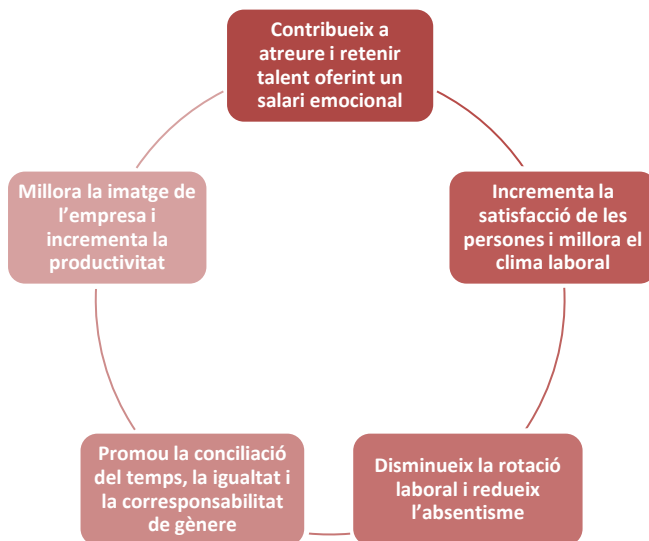 Contribueix a
atreure i retenir
talent oferint un
salari emocional
Incrementa la
satisfacció de les
persones i millora el
clima laboral
Disminueix la rotació
laboral i redueix
l’absentisme
Promou la conciliació
del temps, la igualtat i
la corresponsabilitat
de gènere
Millora la imatge de
l’empresa i
incrementa la
productivitat